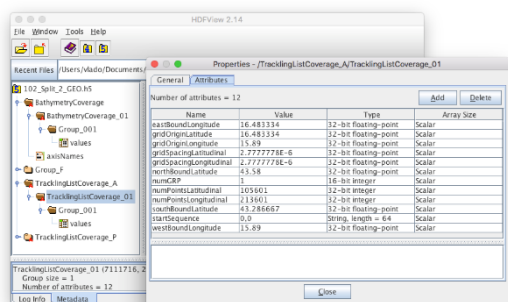 HDFView 2.14
File Window Tools Help
Recent Files /Users/vlado/Documents/
102_Split_2_GEO.h5
BathymetryCoverage
BathymetryCoverage_01
Group_001
values
axisNames
Group_F
TracklingListCoverage_A
TracklingListCoverage_01
Group_001
values
TracklingListCoverage_P
TracklingListCoverage_01 (7111716, 2
Group size = 1
Number of attributes = 12
Log Info Metadata
Properties - /TracklingListCoverage_A/TracklingListCoverage_01
General Attributes
Number of attributes = 12 Add Delete
Name Value Type Array Size
eastBoundLongitude 16.483334 32-bit floating-point Scalar
gridOriginLatitude 16.483334 32-bit floating-point Scalar
gridOriginLongitude 15.89 32-bit floating-point Scalar
gridSpacingLatitudinal 2.7777778E-6 32-bit floating-point Scalar
gridSpacingLongitudinal 2.7777778E-6 32-bit floating-point Scalar
northBoundLatitude 43.58 32-bit floating-point Scalar
numGRP 1 16-bit integer Scalar
numPointsLatitudinal 105601 32-bit integer Scalar
numPointsLongitudinal 213601 32-bit integer Scalar
southBoundLatitude 43.286667 32-bit floating-point Scalar
startSequence 0,0 String, length = 64 Scalar
westBoundLongitude 15.89 32-bit floating-point Scalar
Close